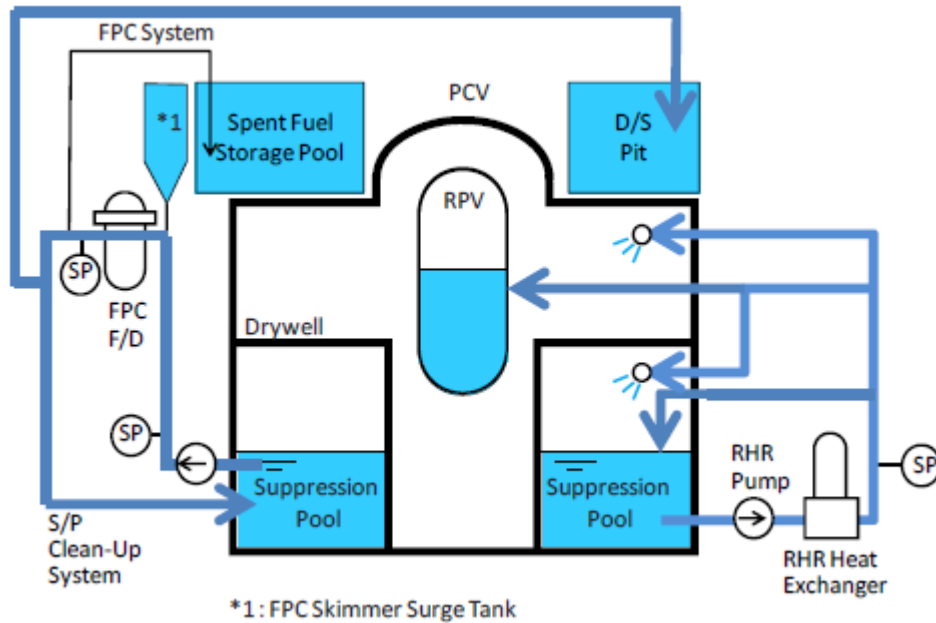 FPC System
*1
Spent Fuel
Storage Pool
PCV
D/S
Pit
RPV
SP
FPC
F/D
Drywell
SP
Suppression
Pool
Suppression
Pool
RHR
Pump
SP
S/P
Clean-Up
System
RHR Heat
Exchanger
*1 : FPC Skimmer Surge Tank